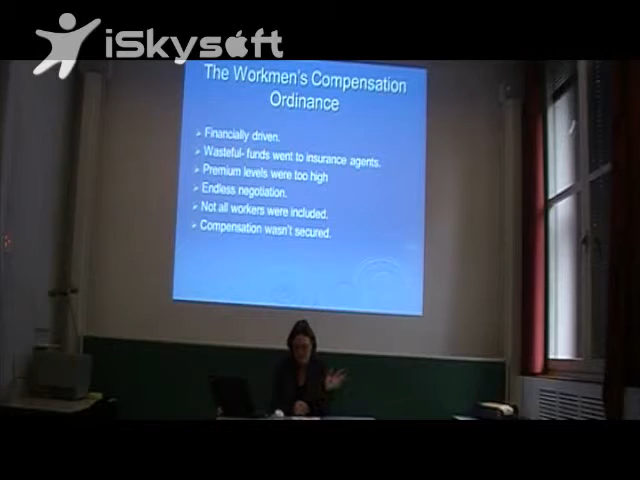 iSkysoft
The Workmen's Compensation
Ordinance
➢ Financially driven.
➢ Wasteful- funds went to insurance agents.
➢ Premium levels were too high
➢ Endless negotiation.
➢ Not all workers were included.
➢ Compensation wasn't secured.